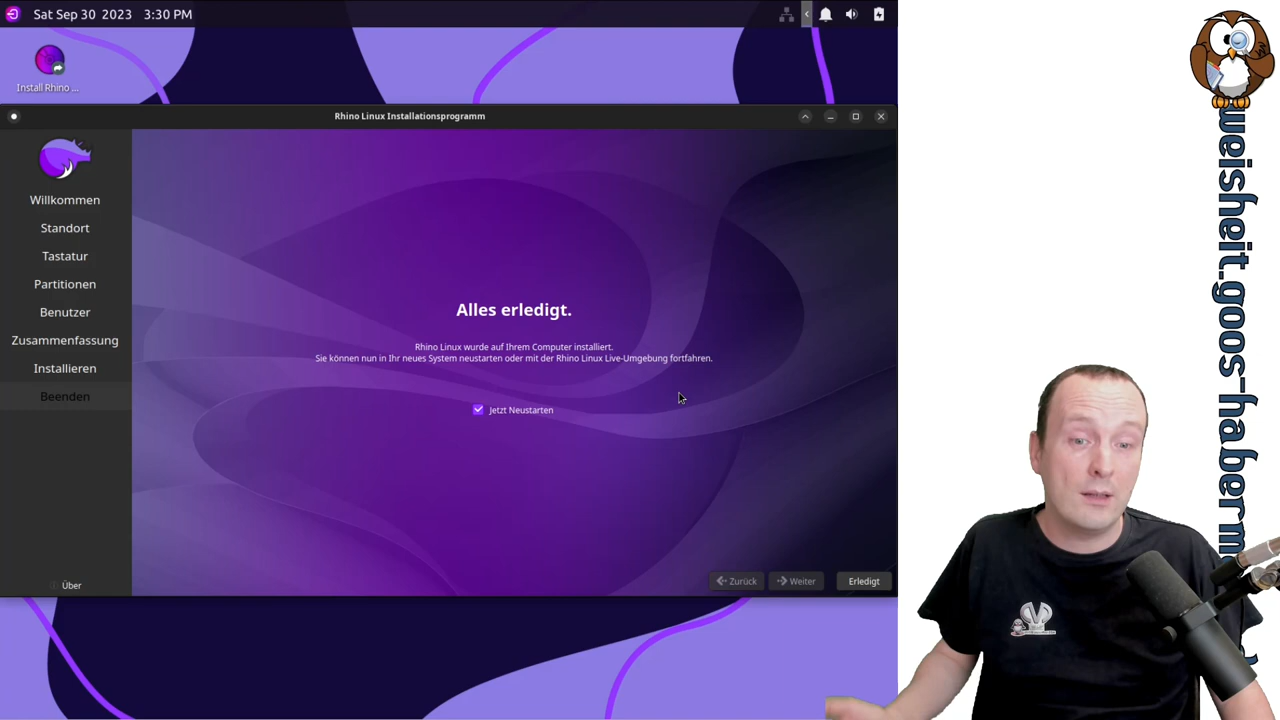 Sat Sep 30 2023 3:30 PM
Install Rhino ...
Rhino Linux Installationsprogramm
Willkommen
Standort
Tastatur
Partitionen
Benutzer
Zusammenfassung
Installieren
Beenden
Über
Alles erledigt.
Rhino Linux wurde auf Ihrem Computer installiert.
Sie können nun in Ihr neues System neustarten oder mit der Rhino Linux Live-Umgebung fortfahren.
Jetzt Neustarten
Zurück
Weiter
Erledigt
weisheit.goos-haberm